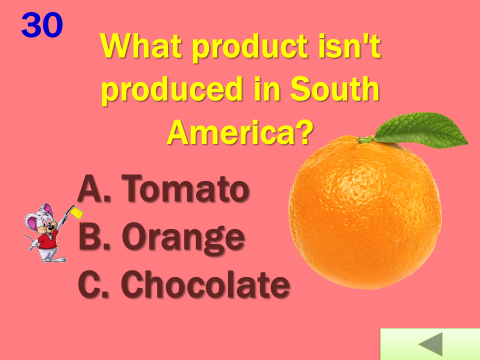 30
What product isn't
produced in South
America?
A. Tomato
B. Orange
C. Chocolate